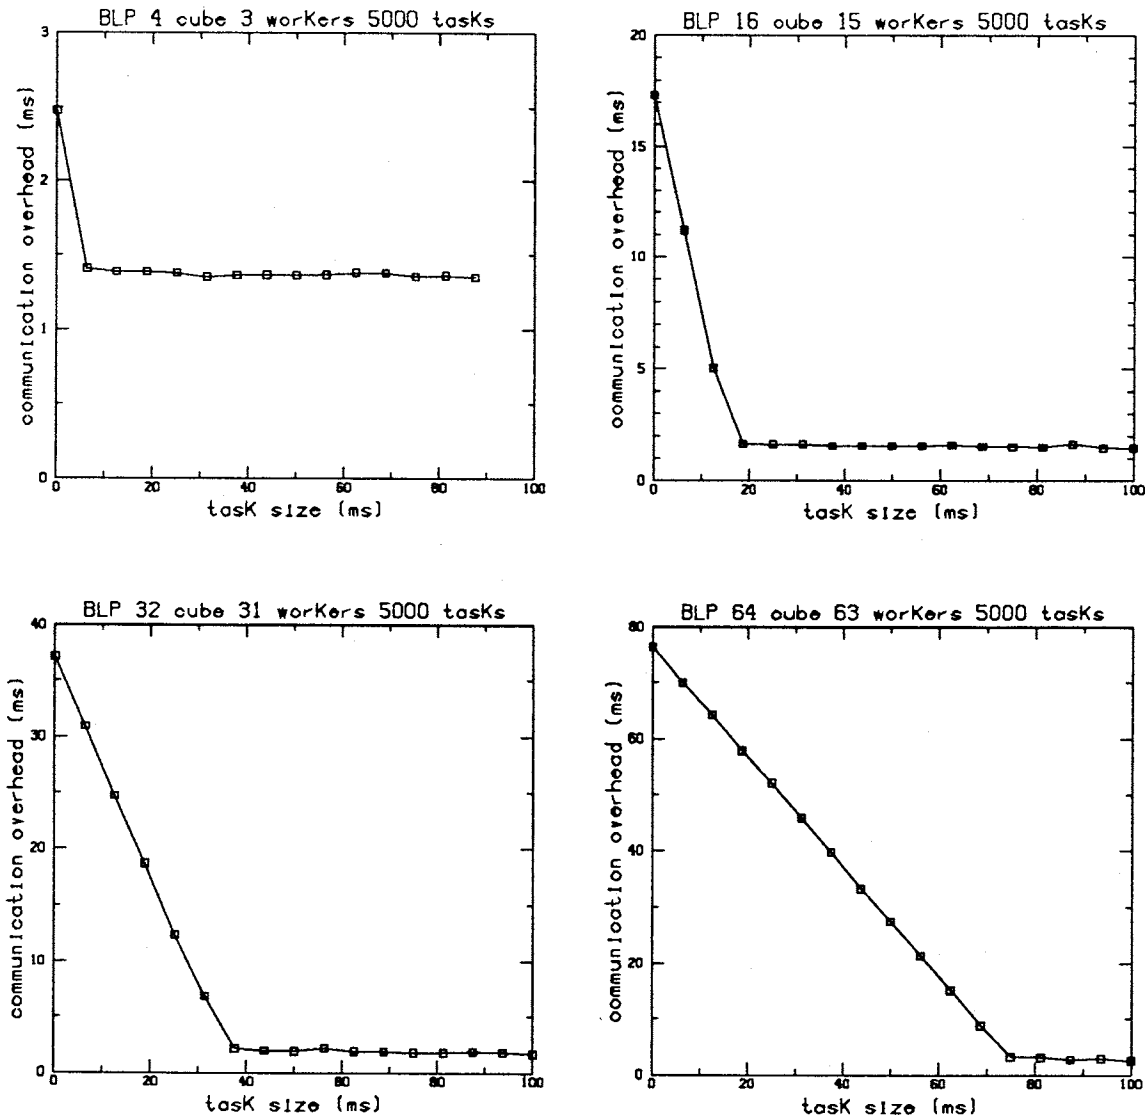 BLP 4 cube 3 workers 5000 tasks
3
2
1
0
communication overhead (ms)
0 20 40 60 80 100
task size (ms)
BLP 16 cube 15 workers 5000 tasks
20
15
10
5
0
communication overhead (ms)
0 20 40 60 80 100
task size (ms)
BLP 32 cube 31 workers 5000 tasks
40
30
20
10
0
communication overhead (ms)
0 20 40 60 80 100
task size (ms)
BLP 64 cube 63 workers 5000 tasks
80
60
40
20
0
communication overhead (ms)
0 20 40 60 80 100
task size (ms)